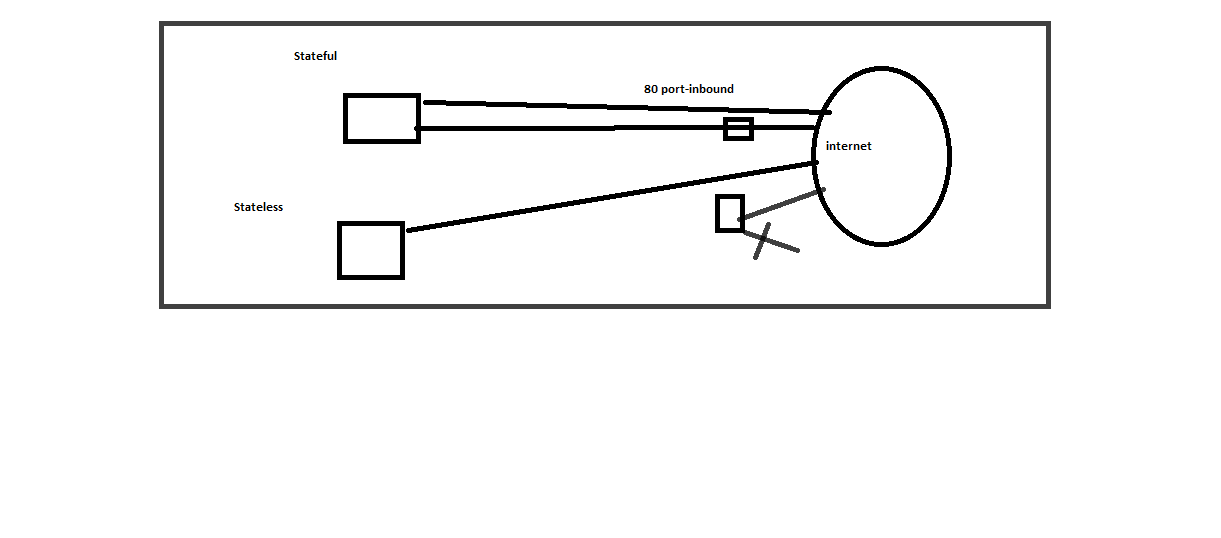 Stateful
80 port-inbound
internet
Stateless